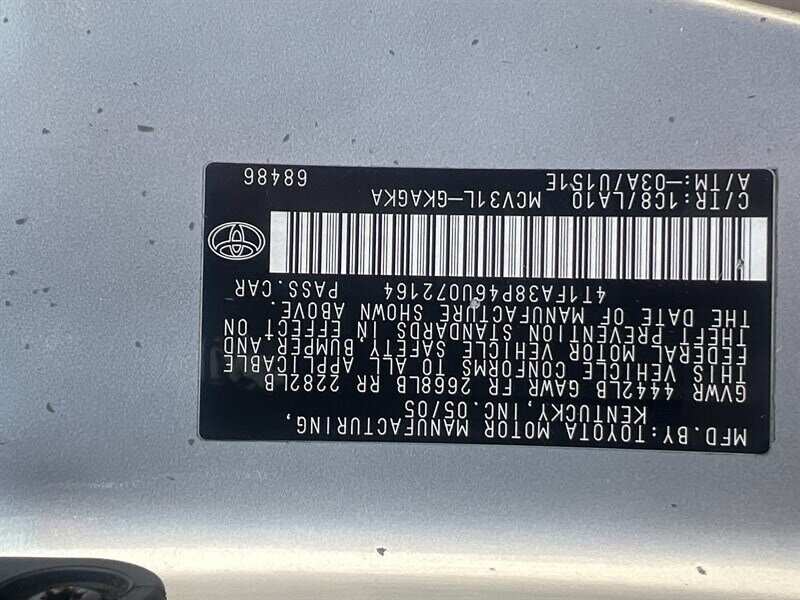 MFD.BY:TOYOTA MOTOR MANUFACTURING,
KENTUCKY,INC.05/05
GVWR 4442LB GAWR FR 2668LB RR 2282LB
THIS VEHICLE CONFORMS TO ALL APPLICABLE
FEDERAL MOTOR VEHICLE SAFETY,BUMPER,AND
THEFT PREVENTION STANDARDS IN EFFECT ON
THE DATE OF MANUFACTURE SHOWN ABOVE.
4T1FA38P46U072164 PASS.CAR
C/TR:1C8/LA10 MCV31L-GKAGKA
A/TM:-03A/U151E 68486